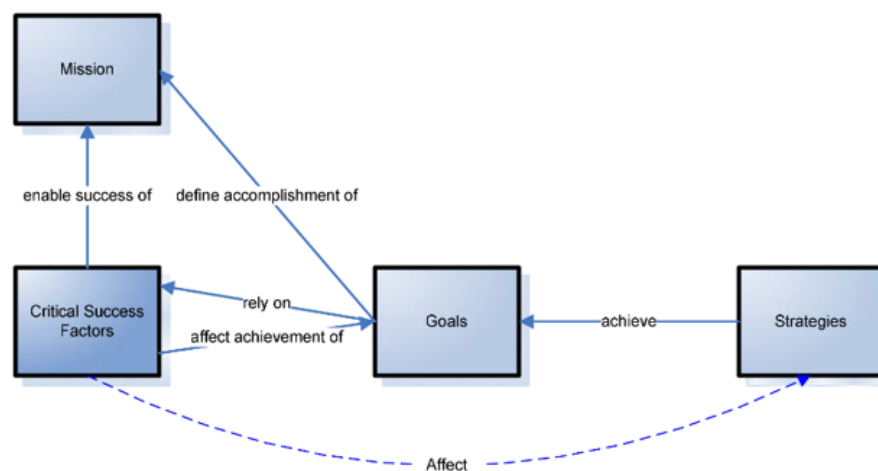 Mission
enable success of
define accomplishment of
Critical Success
Factors
rely on
affect achievement of
Goals
achieve
Strategies
Affect